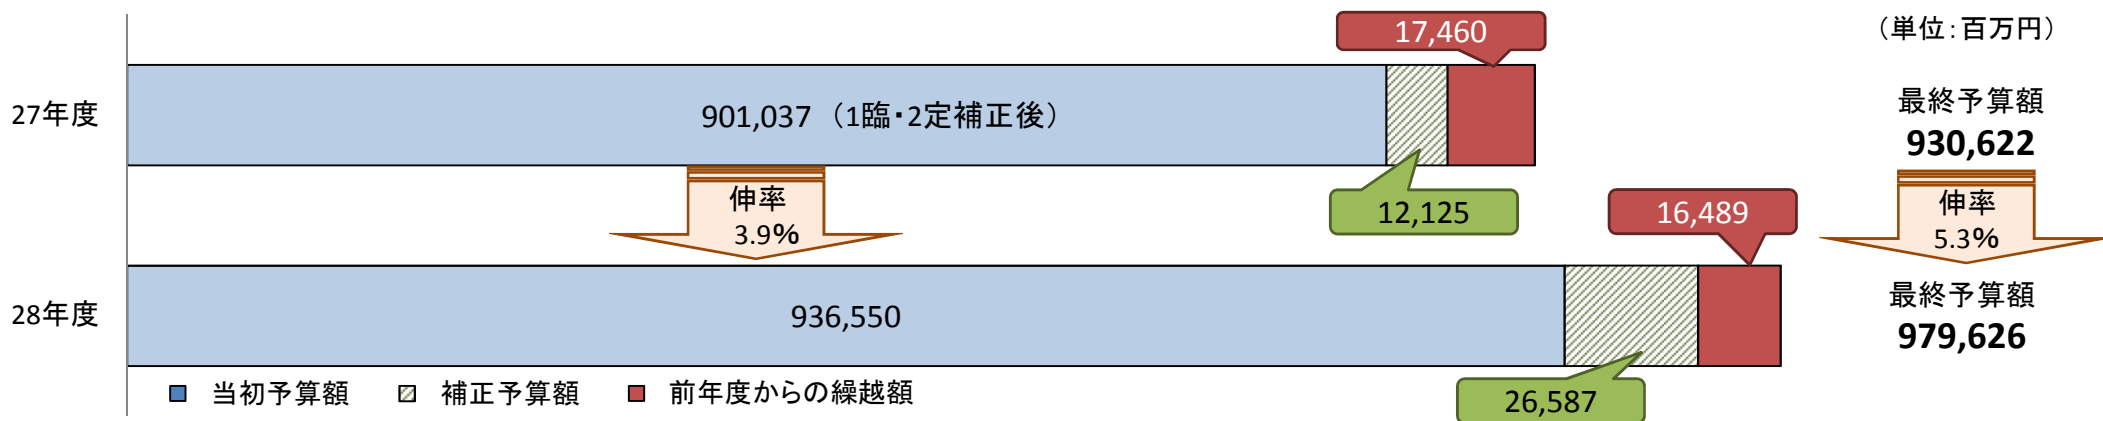 （単位：百万円）
17,460
27年度
901,037 （1臨・2定補正後）
最終予算額
930,622
12,125
伸率
3.9%
16,489
伸率
5.3%
28年度
936,550
最終予算額
979,626
当初予算額
補正予算額
前年度からの繰越額
26,587